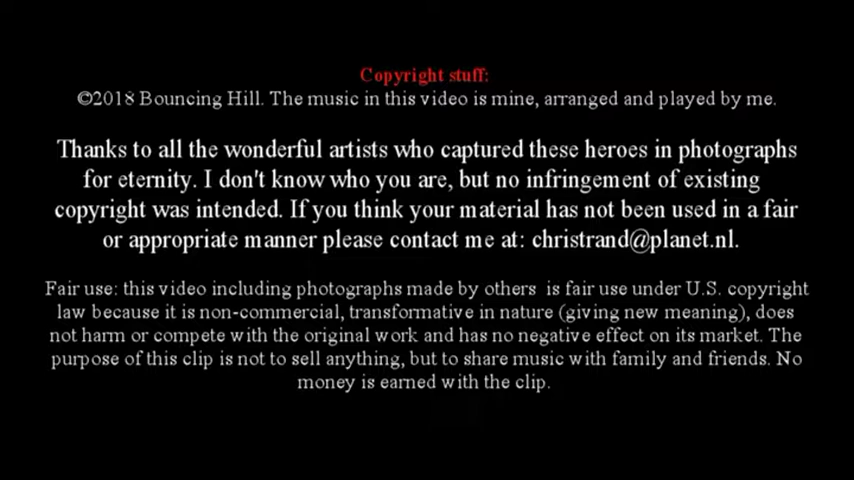 Copyright stuff:
©2018 Bouncing Hill. The music in this video is mine, arranged and played by me.
Thanks to all the wonderful artists who captured these heroes in photographs
for eternity. I don't know who you are, but no infringement of existing
copyright was intended. If you think your material has not been used in a fair
or appropriate manner please contact me at: christrand@planet.nl.
Fair use: this video including photographs made by others  is fair use under U.S. copyright
law because it is non-commercial, transformative in nature (giving new meaning), does
not harm or compete with the original work and has no negative effect on its market. The
purpose of this clip is not to sell anything, but to share music with family and friends. No
money is earned with the clip.